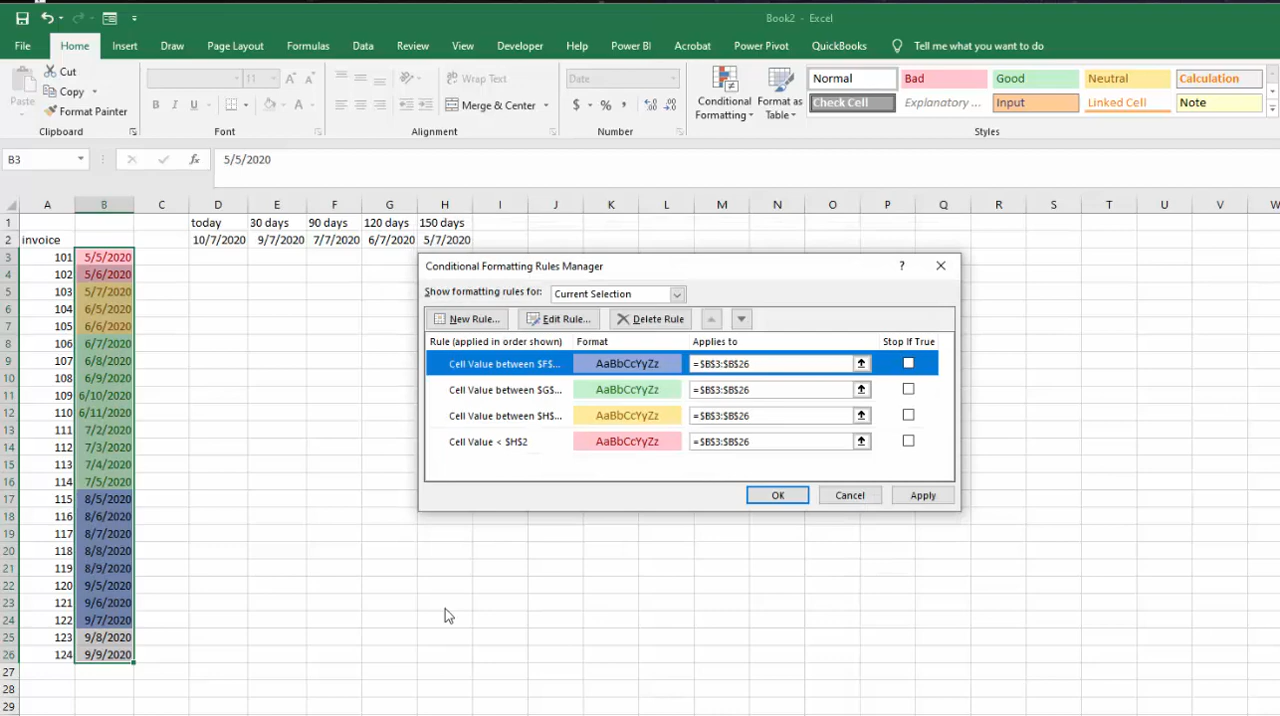 Book2 - Excel
File Home Insert Draw Page Layout Formulas Data Review View Developer Help Power BI Acrobat Power Pivot QuickBooks Tell me what you want to do
Paste
Cut
Copy
Format Painter
Clipboard
11 A A
B I U A
Font
Wrap Text
Merge & Center
Alignment
Date
$ % ,
Number
Conditional Formatting
Format as Table
Normal Bad Good Neutral Calculation
Check Cell Explanatory ... Input Linked Cell Note
Styles
B3 fx 5/5/2020
A B C D E F G H I J K L M N O P Q R S T U V W
1 today 30 days 90 days 120 days 150 days
2 invoice 10/7/2020 9/7/2020 7/7/2020 6/7/2020 5/7/2020
3 101 5/5/2020
4 102 5/6/2020
5 103 5/7/2020
6 104 6/5/2020
7 105 6/6/2020
8 106 6/7/2020
9 107 6/8/2020
10 108 6/9/2020
11 109 6/10/2020
12 110 6/11/2020
13 111 7/2/2020
14 112 7/3/2020
15 113 7/4/2020
16 114 7/5/2020
17 115 8/5/2020
18 116 8/6/2020
19 117 8/7/2020
20 118 8/8/2020
21 119 8/9/2020
22 120 9/5/2020
23 121 9/6/2020
24 122 9/7/2020
25 123 9/8/2020
26 124 9/9/2020
27
28
29
Conditional Formatting Rules Manager ?
Show formatting rules for: Current Selection
New Rule... Edit Rule... Delete Rule
Rule (applied in order shown) Format Applies to Stop If True
Cell Value between $F$... AaBbCcYyZz =$B$3:$B$26
Cell Value between $G$... AaBbCcYyZz =$B$3:$B$26
Cell Value between $H$... AaBbCcYyZz =$B$3:$B$26
Cell Value < $H$2 AaBbCcYyZz =$B$3:$B$26
OK Cancel Apply